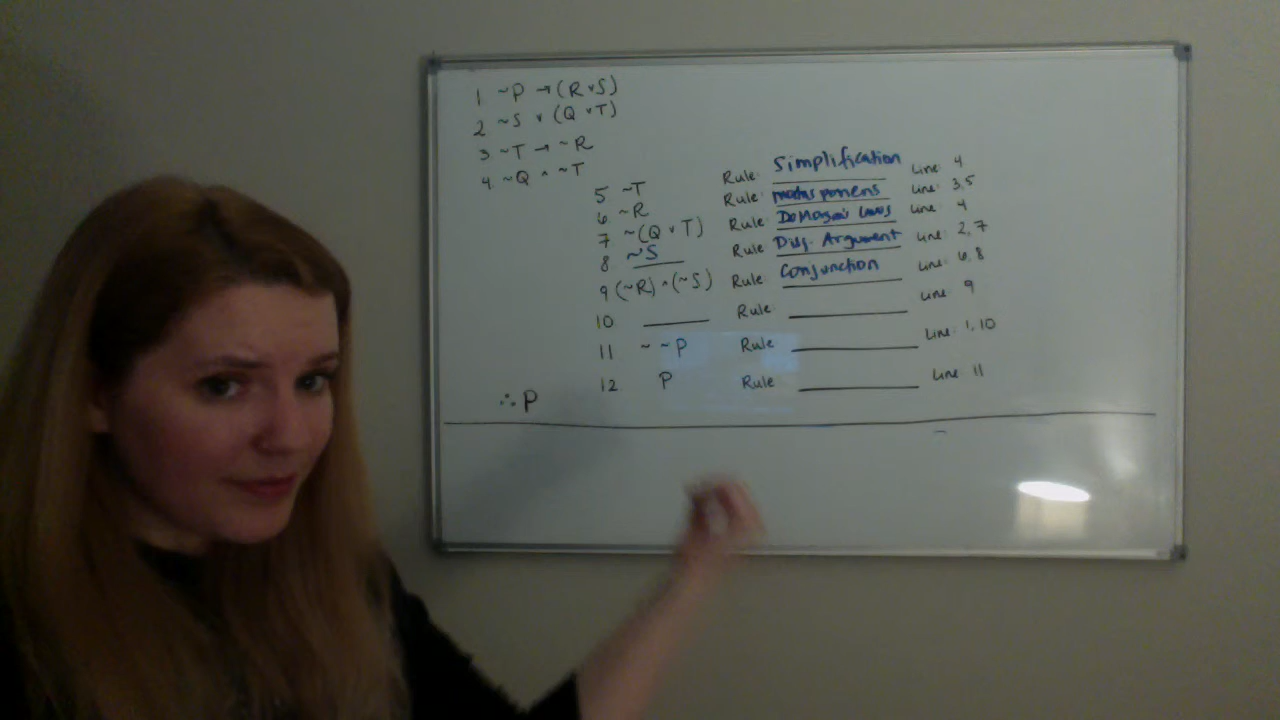 1 ~P → (R ∨ S)
2 ~S ∨ (Q ∨ T)
3 ~T → ~R
4. ~Q ∧ ~T
5 ~T Rule: Simplification Line: 4
6 ~R Rule: modus ponens Line: 3,5
7 ~(Q ∨ T) Rule: DeMorgan's Laws Line: 4
8 ~S Rule: Disj. Argument Line: 2,7
9 (~R) ∧ (~S) Rule: Conjunction Line: 6,8
10 Rule: Line 9
11 ~ ~P Rule Line: 1,10
12 P Rule Line 11
∴ P